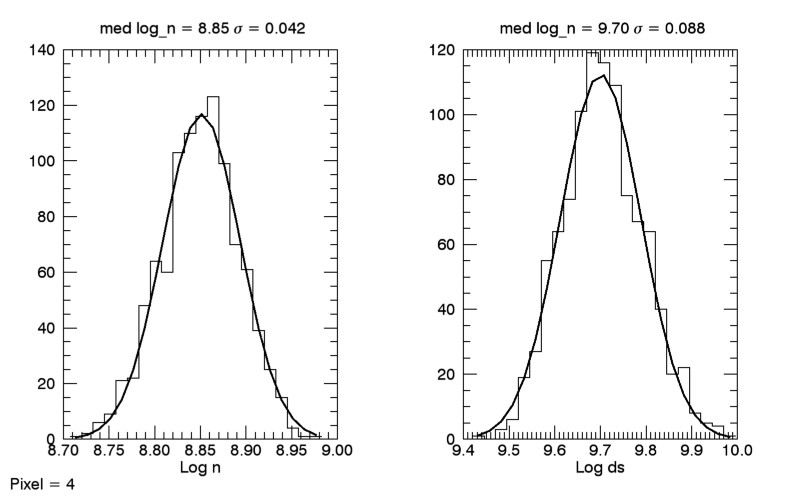 med log_n = 8.85 σ = 0.042
140
120
100
80
60
40
20
0
8.70 8.75 8.80 8.85 8.90 8.95 9.00
Log n
med log_n = 9.70 σ = 0.088
120
100
80
60
40
20
0
9.4 9.5 9.6 9.7 9.8 9.9 10.0
Log ds
Pixel = 4